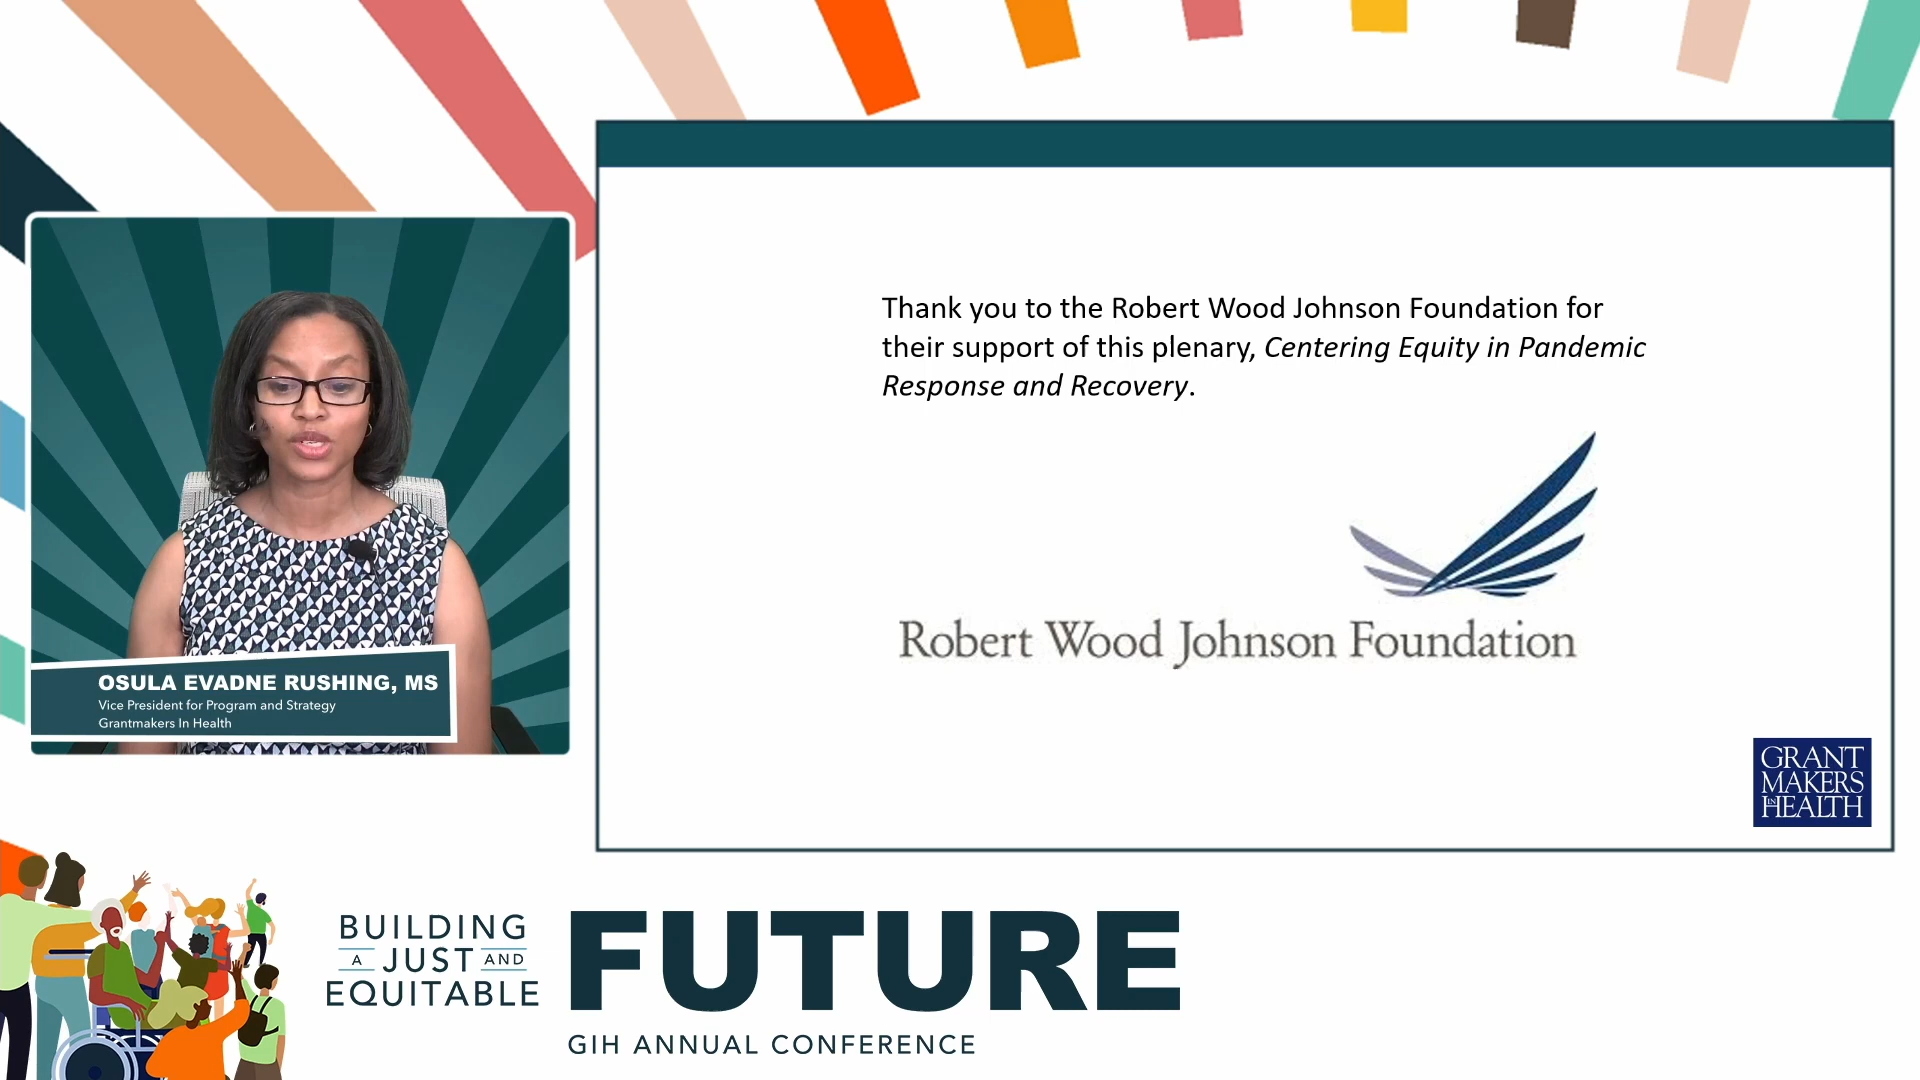 Thank you to the Robert Wood Johnson Foundation for
their support of this plenary, Centering Equity in Pandemic
Response and Recovery.
Robert Wood Johnson Foundation
OSULA EVADNE RUSHING, MS
Vice President for Program and Strategy
Grantmakers In Health
GRANT
MAKERS
IN HEALTH
BUILDING
A JUST AND
EQUITABLE
FUTURE
GIH ANNUAL CONFERENCE